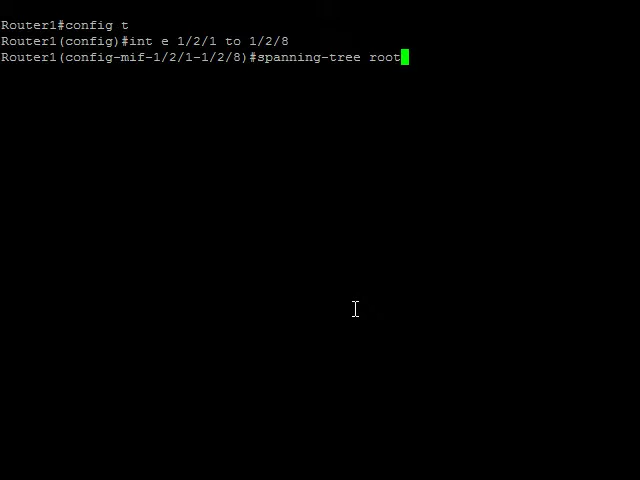 Router1#config t
Router1(config)#int e 1/2/1 to 1/2/8
Router1(config-mif-1/2/1-1/2/8)#spanning-tree root